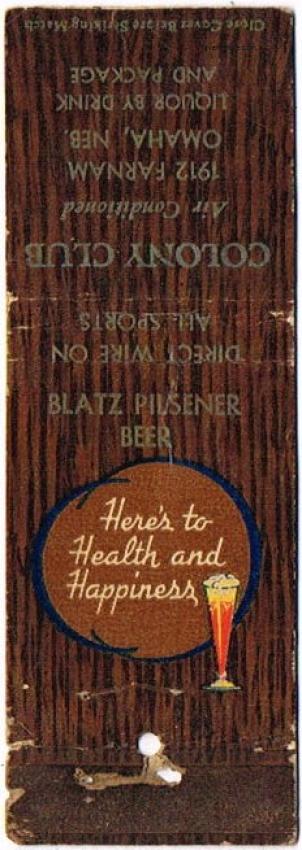 BLATZ PILSENER
BEER
Here's to
Health and
Happiness
DIRECT WIRE ON
ALL SPORTS
COLONY CLUB
Air Conditioned
1912 FARNAM
OMAHA, NEB.
LIQUOR BY DRINK
AND PACKAGE
Close Cover Before Striking Match